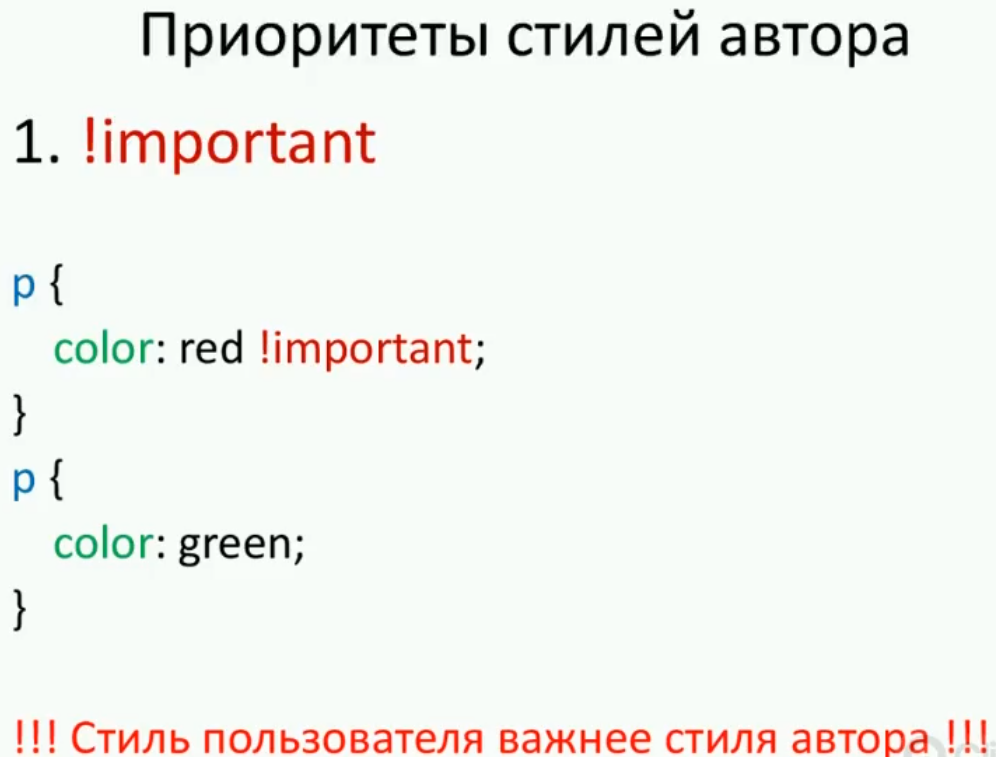 Приоритеты стилей автора
1. !important
p {
color: red !important;
}
p {
color: green;
}
!!! Стиль пользователя важнее стиля автора !!!